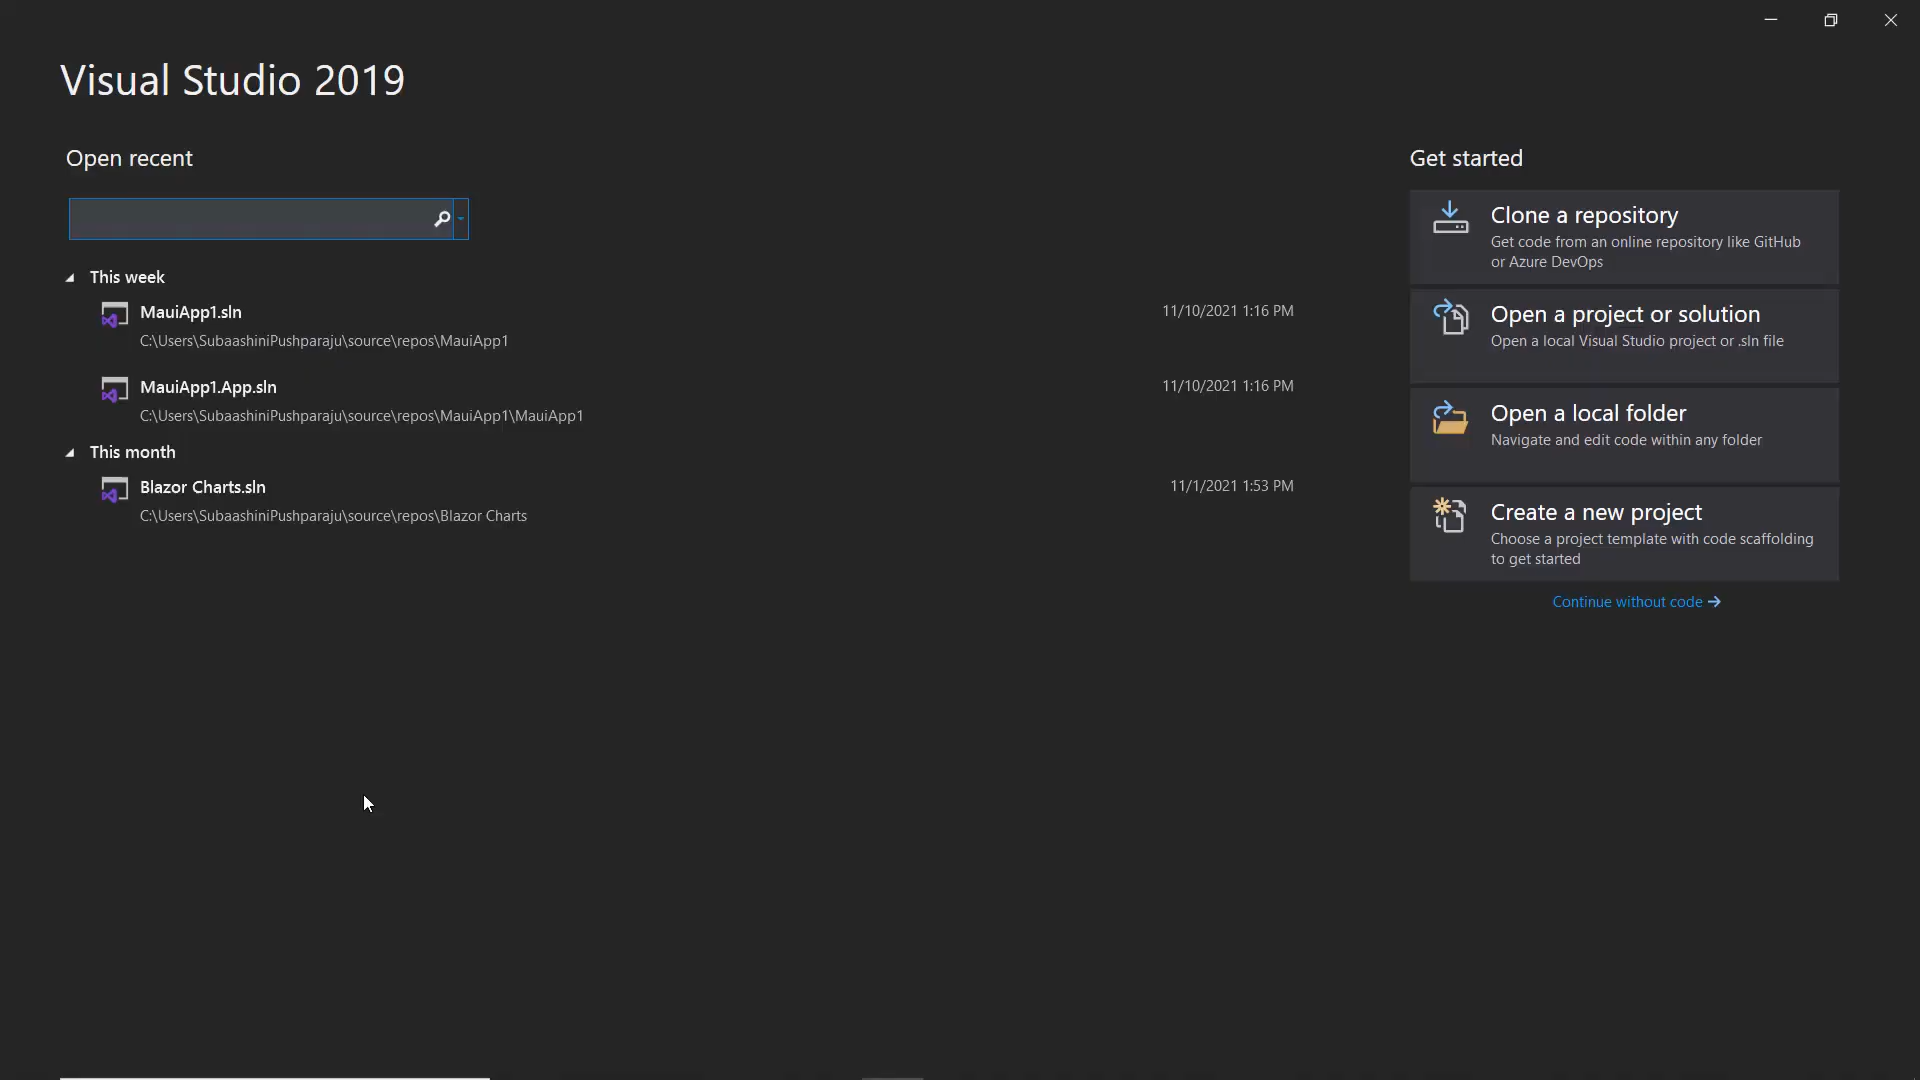 Visual Studio 2019
Open recent
This week
MauiApp1.sln
11/10/2021 1:16 PM
C:\Users\SubaashiniPushparaju\source\repos\MauiApp1
MauiApp1.App.sln
11/10/2021 1:16 PM
C:\Users\SubaashiniPushparaju\source\repos\MauiApp1\MauiApp1
This month
Blazor Charts.sln
11/1/2021 1:53 PM
C:\Users\SubaashiniPushparaju\source\repos\Blazor Charts
Get started
Clone a repository
Get code from an online repository like GitHub
or Azure DevOps
Open a project or solution
Open a local Visual Studio project or .sln file
Open a local folder
Navigate and edit code within any folder
Create a new project
Choose a project template with code scaffolding
to get started
Continue without code →